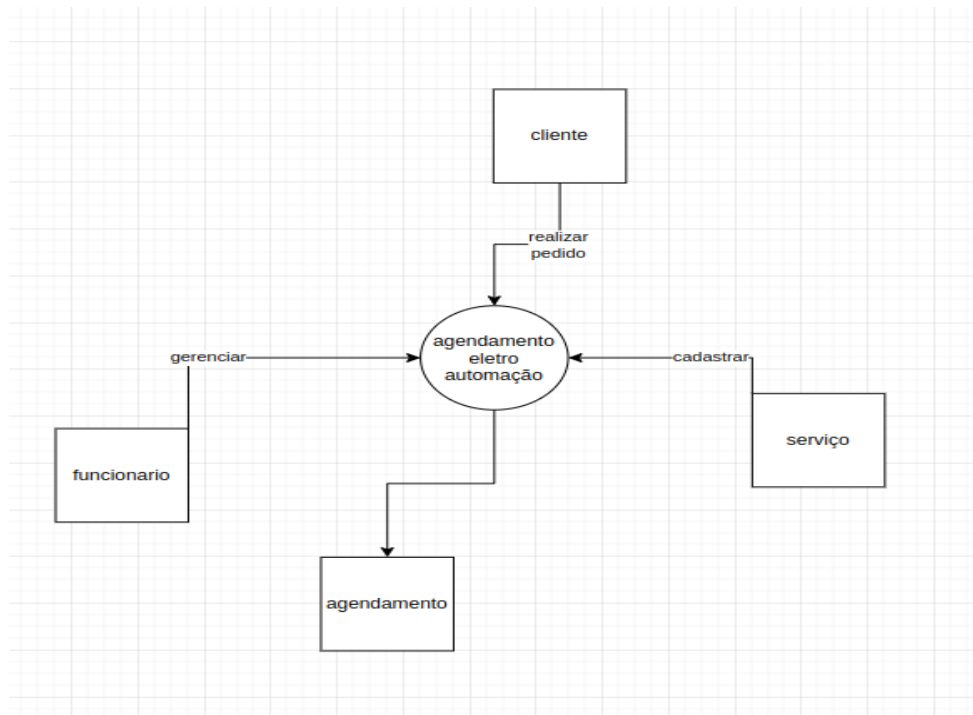 cliente
realizar
pedido
agendamento
eletro
automação
gerenciar
cadastrar
serviço
funcionario
agendamento